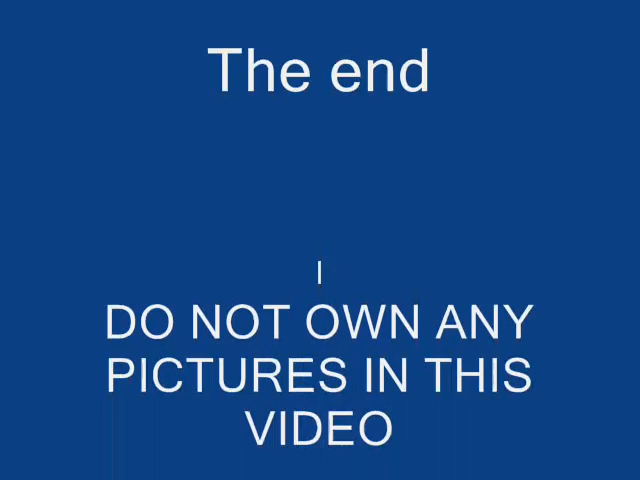 The end
I
DO NOT OWN ANY
PICTURES IN THIS
VIDEO